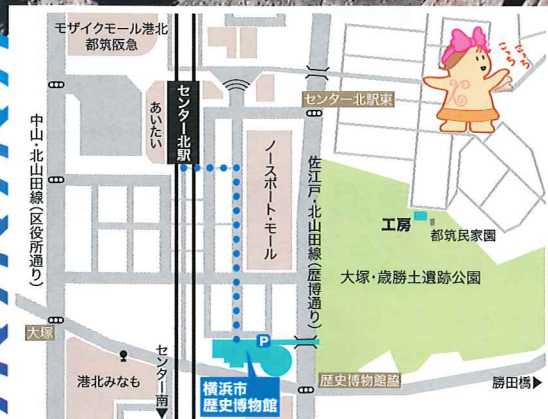 モザイクモール港北
都筑阪急
こっち
こっち
センター北駅
あいたい
センター北駅東
中山・北山田線(区役所通り)
ノースポート・モール
佐江戸・北山田線(歴博通り)
工房
都筑民家園
大塚・歳勝土遺跡公園
大塚
P
港北みなも
センター南▼
横浜市
歴史博物館
歴史博物館脇
勝田橋▶